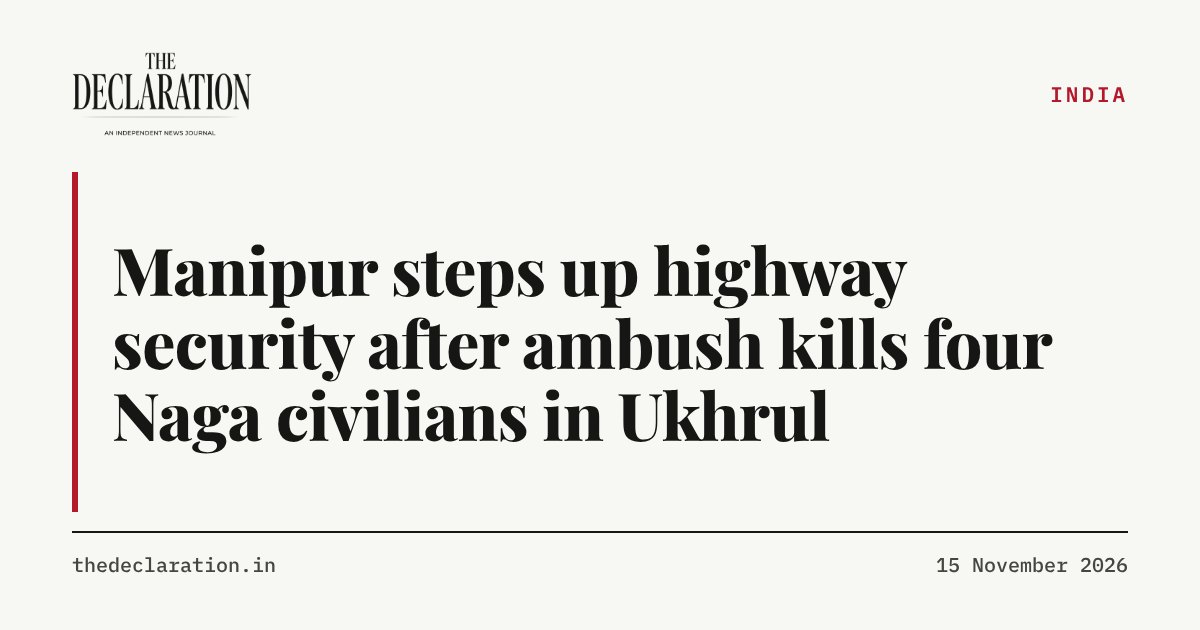 THE
DECLARATION
AN INDEPENDENT NEWS JOURNAL
INDIA
Manipur steps up highway
security after ambush kills four
Naga civilians in Ukhrul
thedeclaration.in
15 November 2026